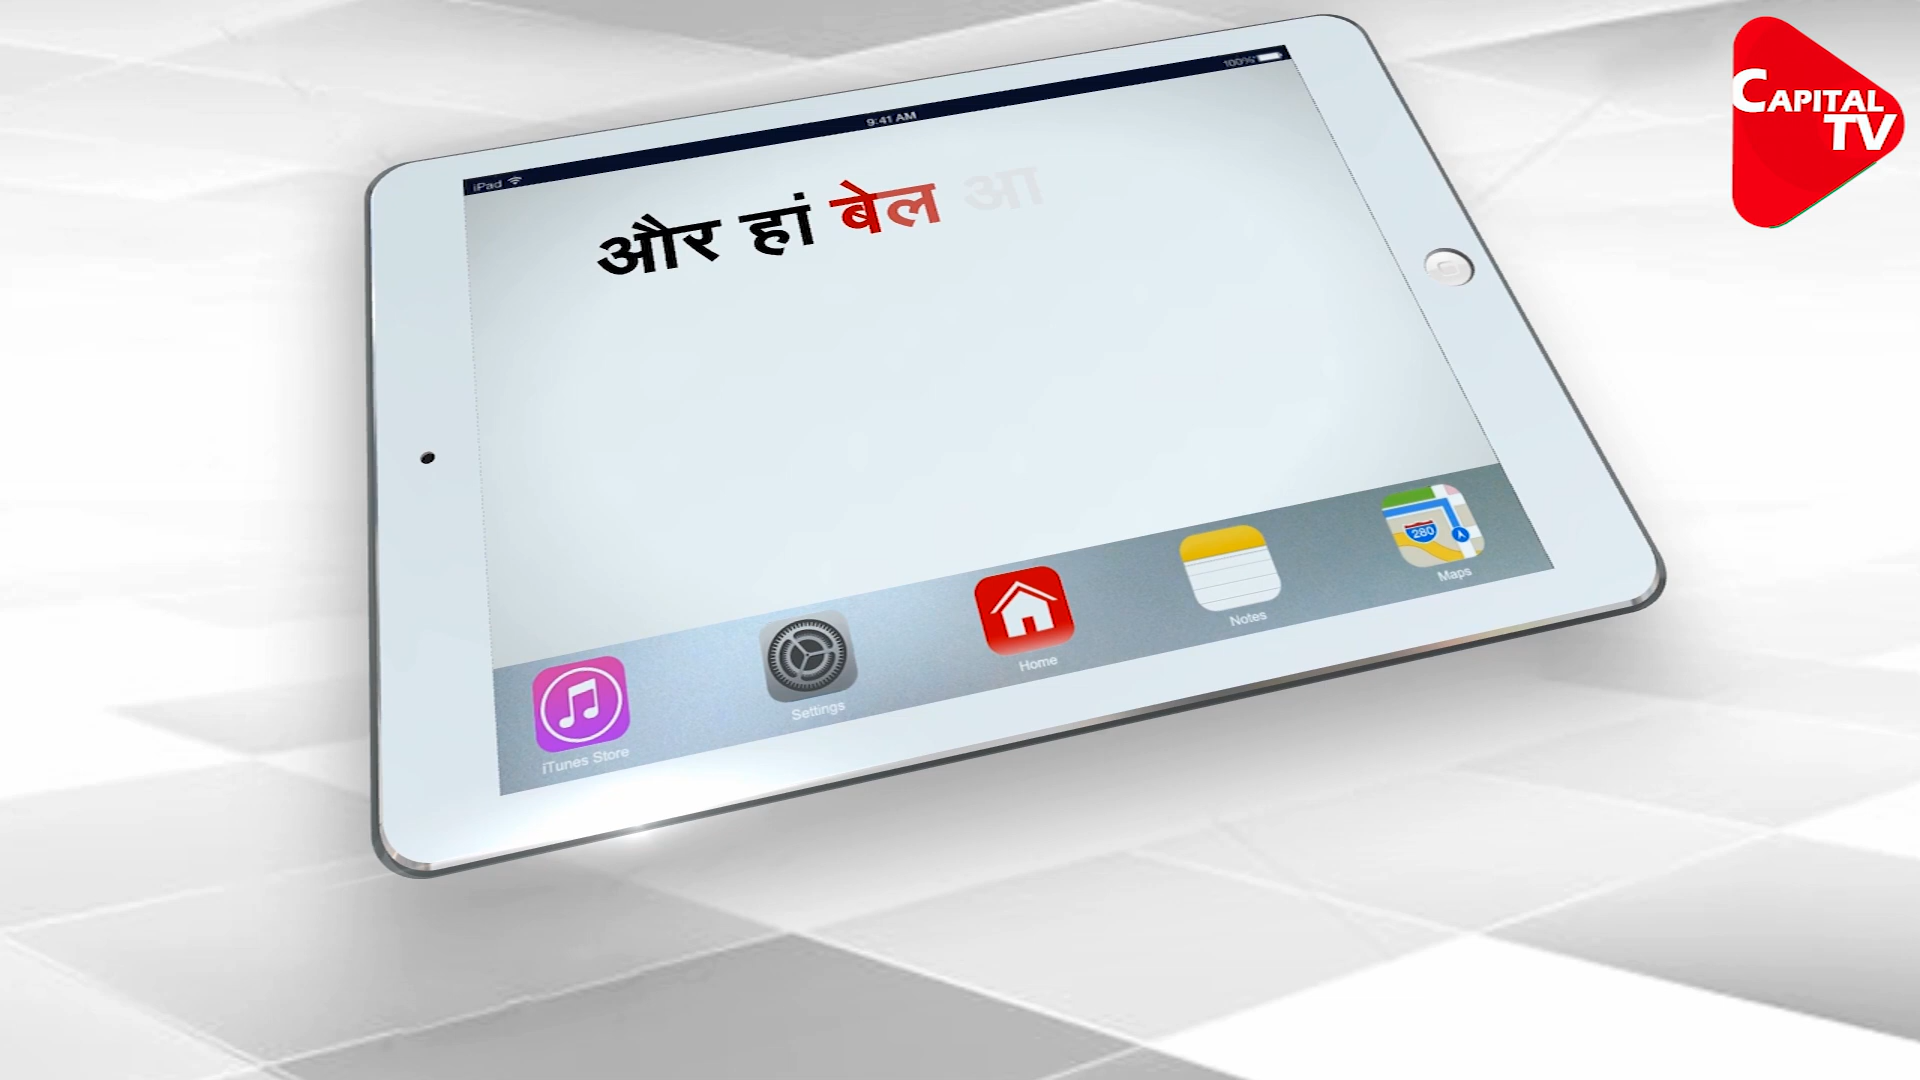 CAPITAL
TV
iPad
9:41 AM
100%
और हां बेल आ
280
iTunes Store
Settings
Home
Notes
Maps